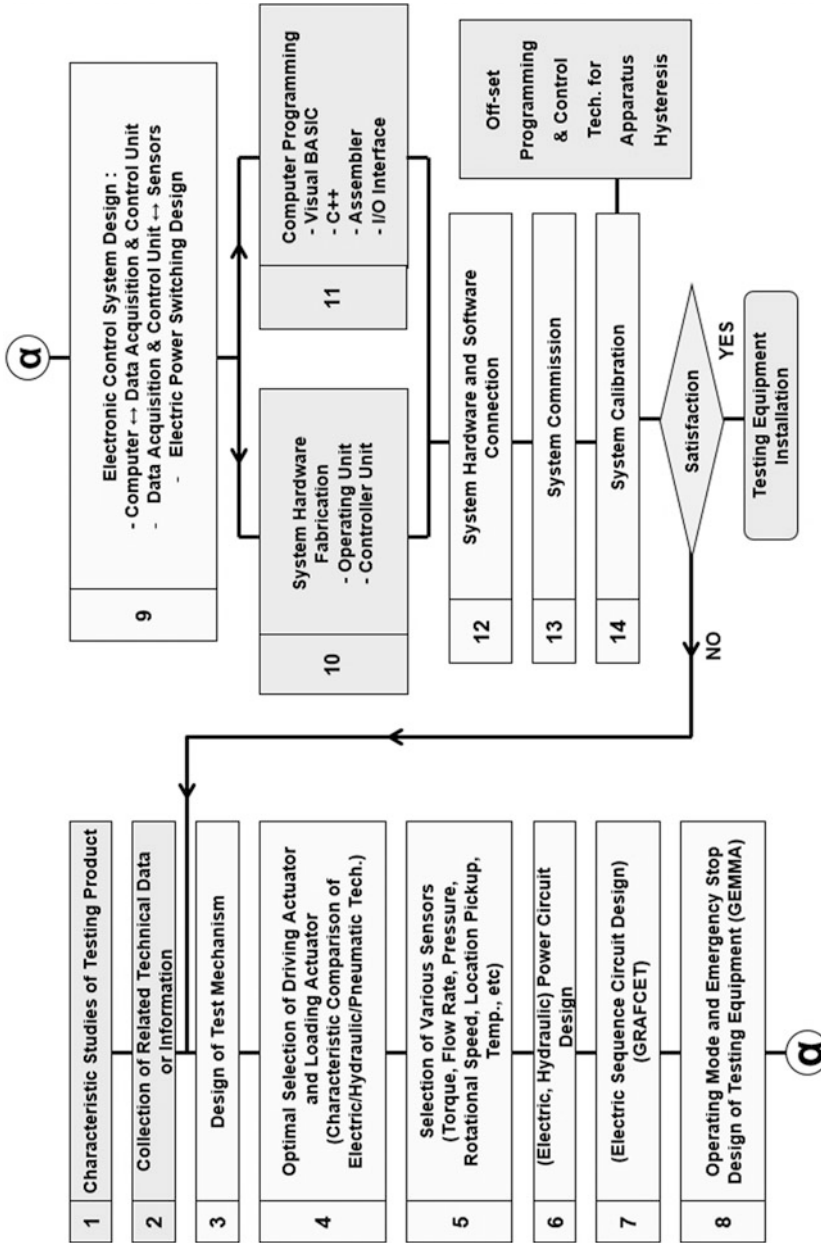 1
Characteristic Studies of Testing Product
2
Collection of Related Technical Data
or Information
3
Design of Test Mechanism
4
Optimal Selection of Driving Actuator
and Loading Actuator
(Characteristic Comparison of
Electric/Hydraulic/Pneumatic Tech.)
5
Selection of Various Sensors
(Torque, Flow Rate, Pressure,
Rotational Speed, Location Pickup,
Temp., etc)
6
(Electric, Hydraulic) Power Circuit
Design
7
(Electric Sequence Circuit Design)
(GRAFCET)
8
Operating Mode and Emergency Stop
Design of Testing Equipment (GEMMA)
α
α
9
Electronic Control System Design :
- Computer ↔ Data Acquisition & Control Unit
- Data Acquisition & Control Unit ↔ Sensors
- Electric Power Switching Design
10
System Hardware
Fabrication
- Operating Unit
- Controller Unit
11
Computer Programming
- Visual BASIC
- C++
- Assembler
- I/O Interface
12
System Hardware and Software
Connection
13
System Commission
14
System Calibration
Off-set
Programming
& Control
Tech. for
Apparatus
Hysteresis
Satisfaction
NO
YES
Testing Equipment
Installation